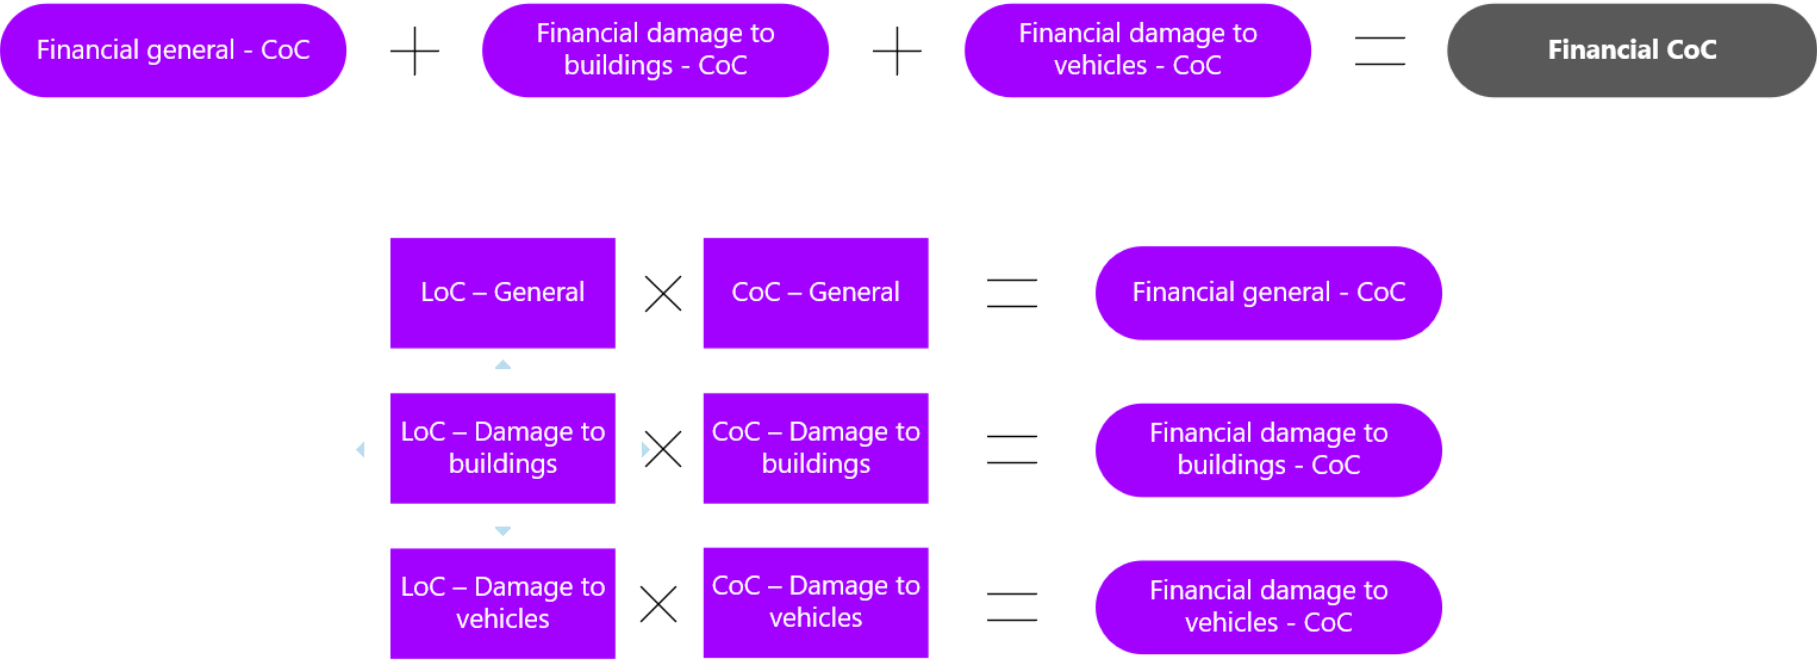 Financial general - CoC
Financial damage to
buildings - CoC
Financial damage to
vehicles - CoC
Financial CoC
LoC – General
CoC – General
Financial general - CoC
LoC – Damage to
buildings
CoC – Damage to
buildings
Financial damage to
buildings - CoC
LoC – Damage to
vehicles
CoC – Damage to
vehicles
Financial damage to
vehicles - CoC